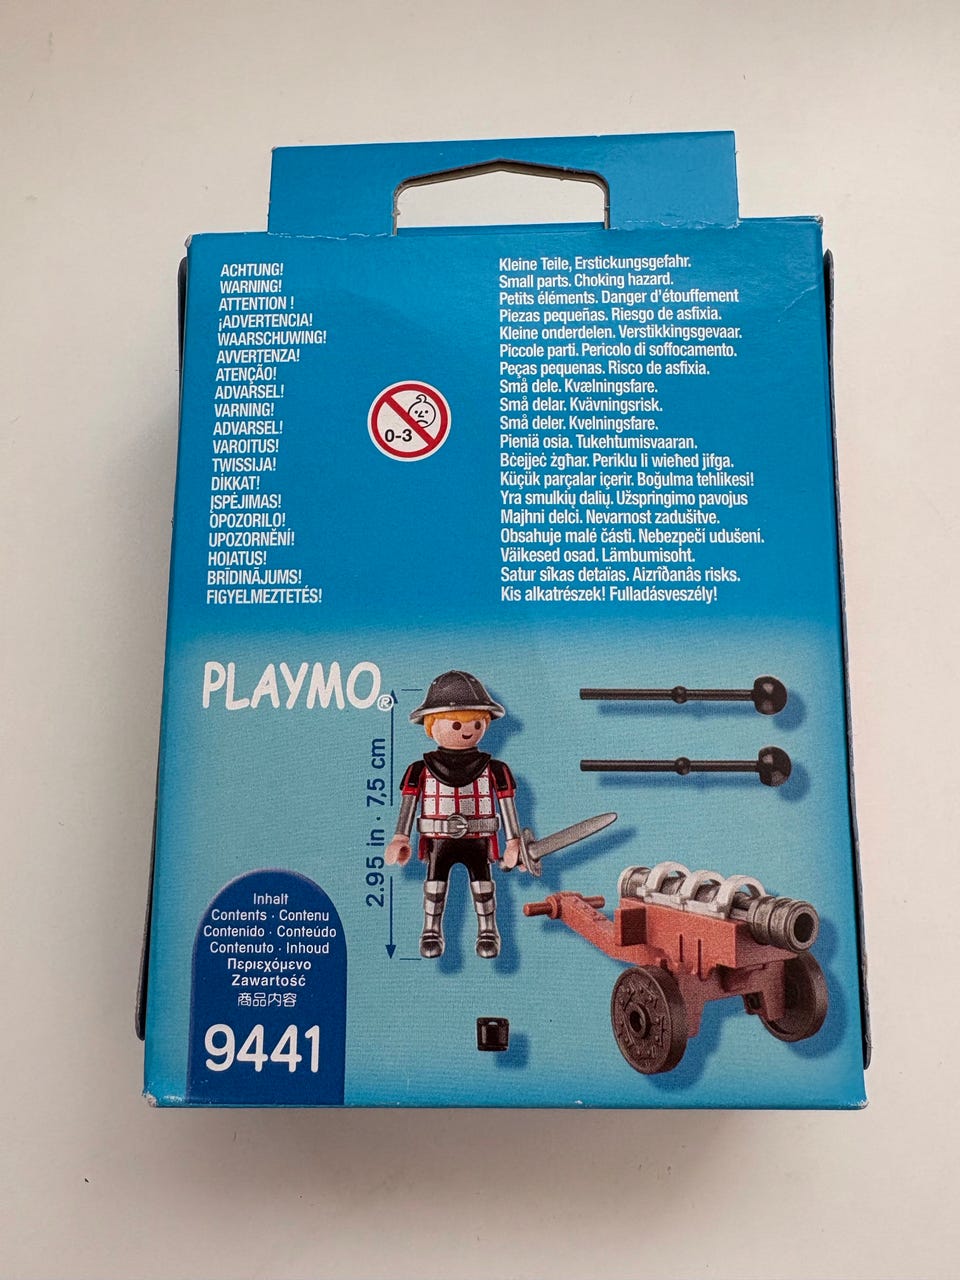 ACHTUNG!
WARNING!
ATTENTION !
¡ADVERTENCIA!
WAARSCHUWING!
AVVERTENZA!
ATENÇÃO!
ADVARSEL!
VARNING!
ADVARSEL!
VAROITUS!
TWISSIJA!
DİKKAT!
ĮSPĖJIMAS!
OPOZORILO!
UPOZORNĚNÍ!
HOIATUS!
BRĪDINĀJUMS!
FIGYELMEZTETÉS!
0-3
Kleine Teile, Erstickungsgefahr.
Small parts. Choking hazard.
Petits éléments. Danger d'étouffement
Piezas pequeñas. Riesgo de asfixia.
Kleine onderdelen. Verstikkingsgevaar.
Piccole parti. Pericolo di soffocamento.
Peças pequenas. Risco de asfixia.
Små dele. Kvælningsfare.
Små delar. Kvävningsrisk.
Små deler. Kvelningsfare.
Pieniä osia. Tukehtumisvaaran.
Bċejjeċ żgħar. Periklu li wieħed jifga.
Küçük parçalar içerir. Boğulma tehlikesi!
Yra smulkių dalių. Užspringimo pavojus
Majhni delci. Nevarnost zadušitve.
Obsahuje malé části. Nebezpečí udušení.
Väikesed osad. Lämbumisoht.
Satur sîkas detaïas. Aizrîðanâs risks.
Kis alkatrészek! Fulladásveszély!
PLAYMO®
2.95 in · 7,5 cm
Inhalt
Contents · Contenu
Contenido · Conteúdo
Contenuto · Inhoud
Περιεχόμενο
Zawartość
商品内容
9441